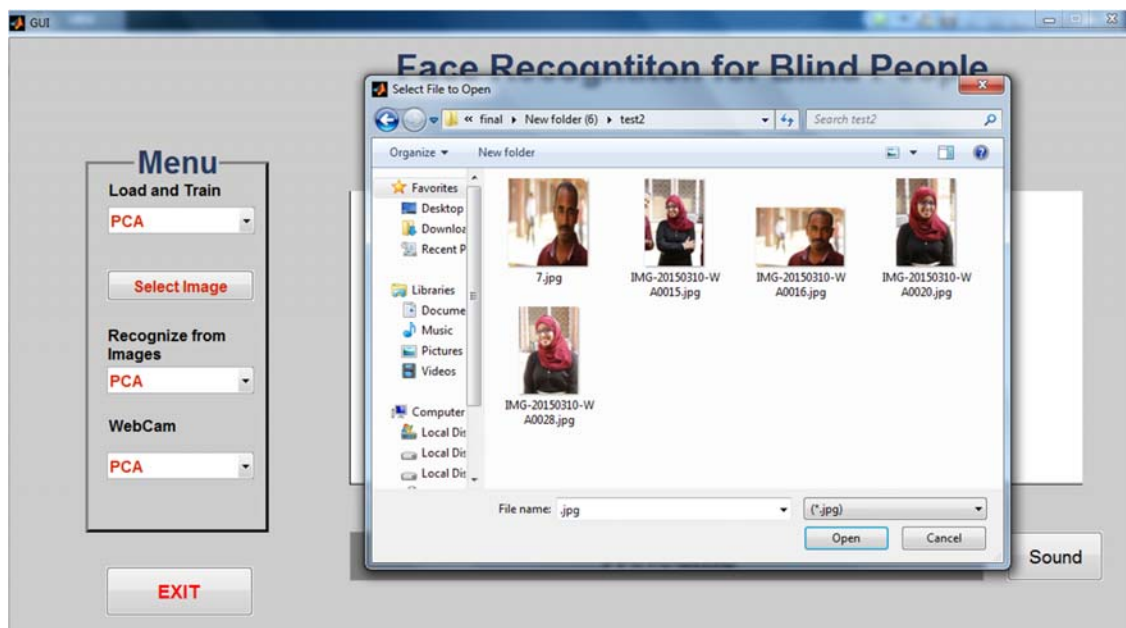 GUI
Face Recogntiton for Blind People
Menu
Load and Train
PCA
Select Image
Recognize from
Images
PCA
WebCam
PCA
EXIT
Select File to Open
« final ▸ New folder (6) ▸ test2
Search test2
Organize
New folder
Favorites
Desktop
Downloa
Recent P
Libraries
Docume
Music
Pictures
Videos
Computer
Local Dis
Local Dis
Local Dis
7.jpg
IMG-20150310-W
A0015.jpg
IMG-20150310-W
A0016.jpg
IMG-20150310-W
A0020.jpg
IMG-20150310-W
A0028.jpg
File name: .jpg
(*.jpg)
Open
Cancel
Sound